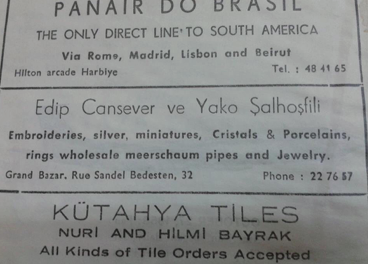 PANAIR DO BRASIL
THE ONLY DIRECT LINE TO SOUTH AMERICA
Via Rome, Madrid, Lisbon and Beirut
Hilton arcade Harbiye Tel. : 48 41 65
Edip Cansever ve Yako Şalhoşfili
Embroideries, silver, miniatures, Cristals & Porcelains,
rings wholesale meerschaum pipes and Jewelry.
Grand Bazar. Rue Sandel Bedesten, 32 Phone : 22 76 57
KÜTAHYA TILES
NURI AND HILMI BAYRAK
All Kinds of Tile Orders Accepted